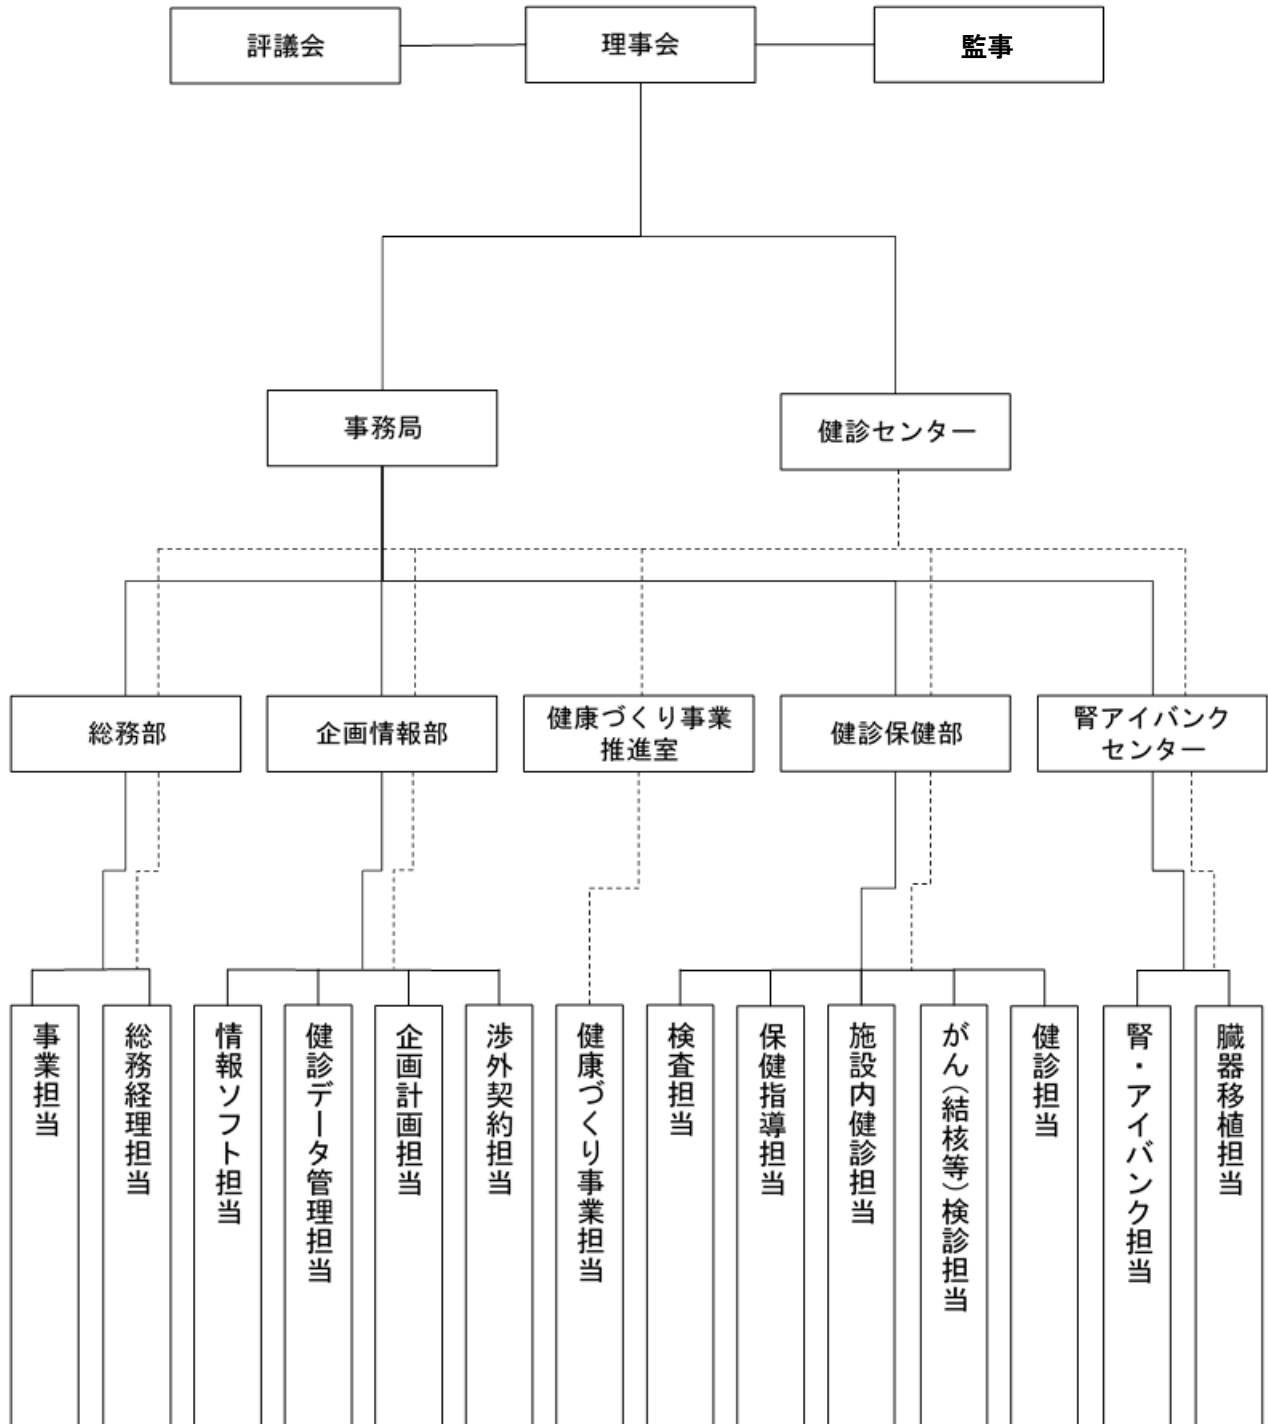 評議会
理事会
監事
事務局
健診センター
総務部
企画情報部
健康づくり事業
推進室
健診保健部
腎アイバンク
センター
事業担当
総務経理担当
情報ソフト担当
健診データ管理担当
企画計画担当
渉外契約担当
健康づくり事業担当
検査担当
保健指導担当
施設内健診担当
がん（結核等）検診担当
健診担当
腎・アイバンク担当
臓器移植担当